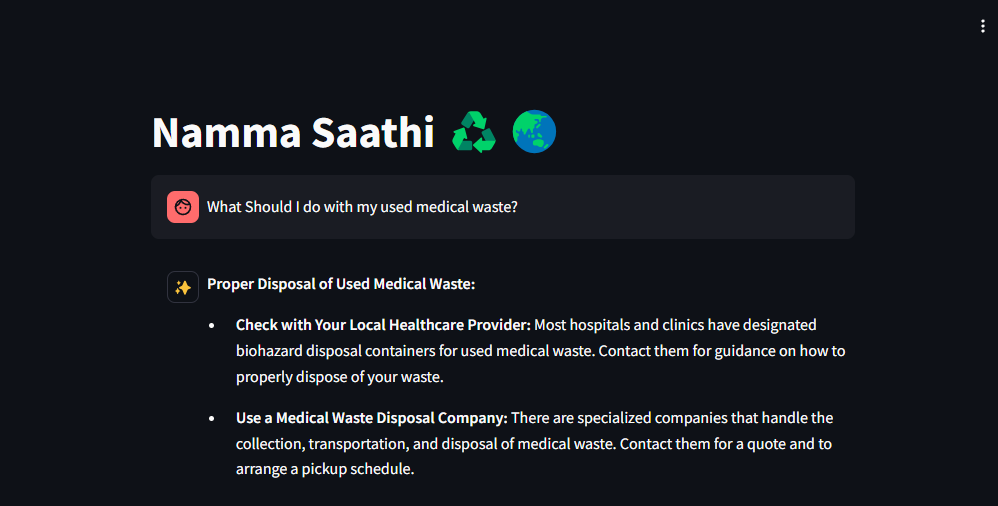 Namma Saathi
What Should I do with my used medical waste?
Proper Disposal of Used Medical Waste:
• Check with Your Local Healthcare Provider: Most hospitals and clinics have designated
biohazard disposal containers for used medical waste. Contact them for guidance on how to
properly dispose of your waste.
• Use a Medical Waste Disposal Company: There are specialized companies that handle the
collection, transportation, and disposal of medical waste. Contact them for a quote and to
arrange a pickup schedule.